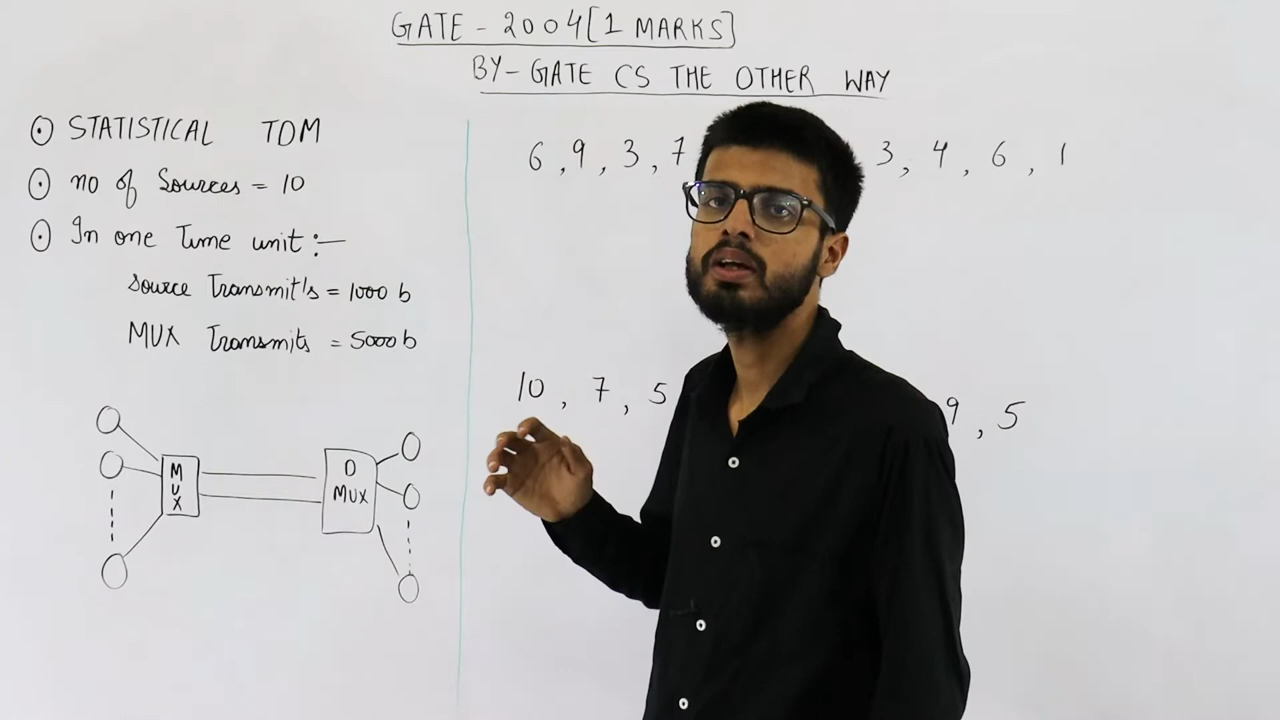 GATE - 2004 [1 MARKS]
BY - GATE CS THE OTHER WAY
STATISTICAL TDM
no of Sources = 10
In one Time unit :-
Source Transmit's = 1000 b
MUX Transmits = 5000 b
MUX
D
MUX
6, 9, 3, 7
3, 4, 6, 1
10, 7, 5
9, 5